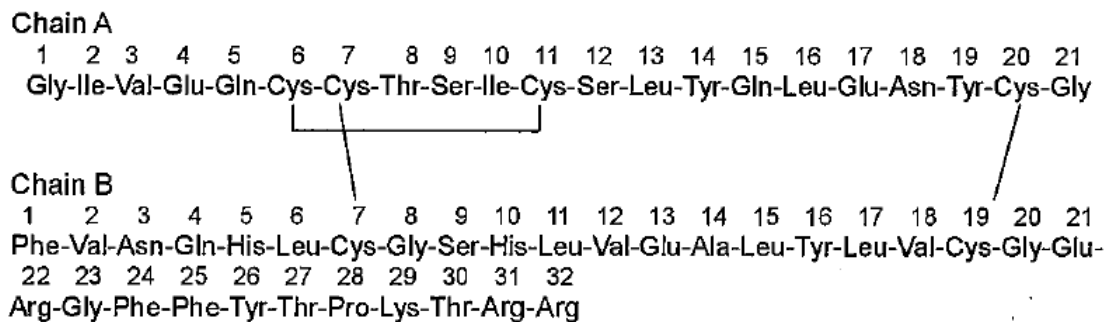 Chain A
1 2 3 4 5 6 7 8 9 10 11 12 13 14 15 16 17 18 19 20 21
Gly-Ile-Val-Glu-Gln-Cys-Cys-Thr-Ser-Ile-Cys-Ser-Leu-Tyr-Gln-Leu-Glu-Asn-Tyr-Cys-Gly
Chain B
1 2 3 4 5 6 7 8 9 10 11 12 13 14 15 16 17 18 19 20 21
Phe-Val-Asn-Gln-His-Leu-Cys-Gly-Ser-His-Leu-Val-Glu-Ala-Leu-Tyr-Leu-Val-Cys-Gly-Glu-
22 23 24 25 26 27 28 29 30 31 32
Arg-Gly-Phe-Phe-Tyr-Thr-Pro-Lys-Thr-Arg-Arg